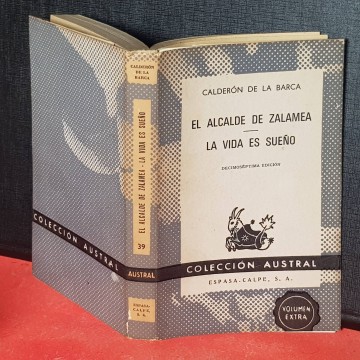 CALDERÓN DE LA BARCA
EL ALCALDE DE ZALAMEA
LA VIDA ES SUEÑO
DECIMOSÉPTIMA EDICIÓN
COLECCIÓN AUSTRAL
ESPASA-CALPE, S. A.
VOLUMEN
EXTRA
CALDERÓN
DE LA
BARCA
EL ALCALDE DE ZALAMEA - LA VIDA ES SUEÑO
39
AUSTRAL
ESPASA-
CALPE,
S. A.
COLECCIÓN AUSTRAL